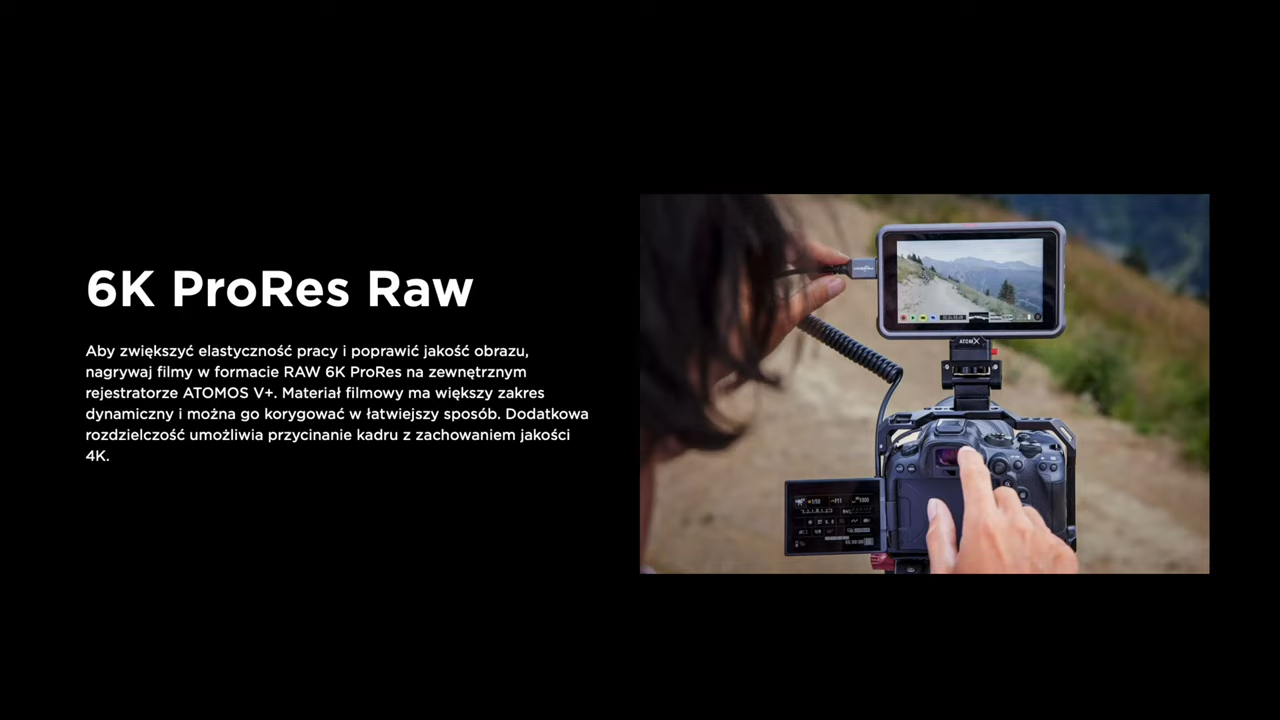 6K ProRes Raw
Aby zwiększyć elastyczność pracy i poprawić jakość obrazu,
nagrywaj filmy w formacie RAW 6K ProRes na zewnętrznym
rejestratorze ATOMOS V+. Materiał filmowy ma większy zakres
dynamiczny i można go korygować w łatwiejszy sposób. Dodatkowa
rozdzielczość umożliwia przycinanie kadru z zachowaniem jakości
4K.
ATOMX